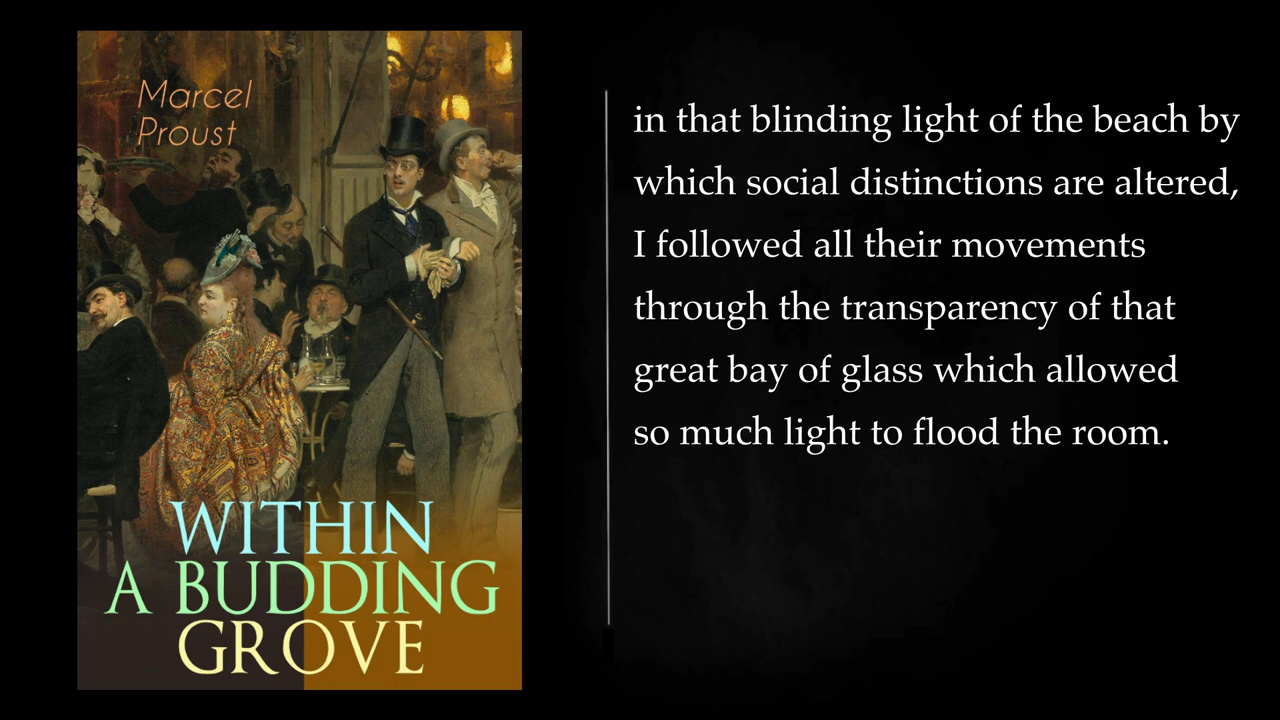 Marcel
Proust
WITHIN
A BUDDING
GROVE
in that blinding light of the beach by
which social distinctions are altered,
I followed all their movements
through the transparency of that
great bay of glass which allowed
so much light to flood the room.